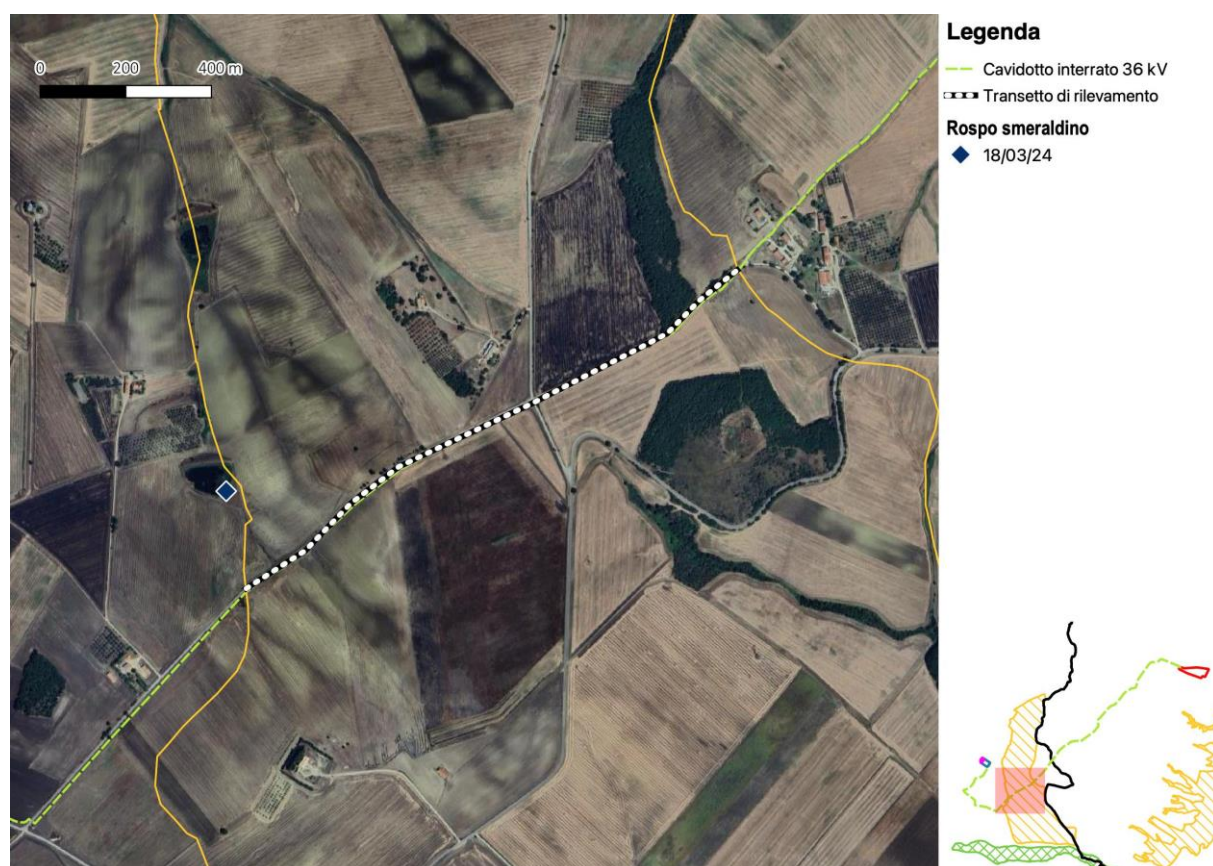 0 200 400 m
Legenda
Cavidotto interrato 36 kV
Transetto di rilevamento
Rospo smeraldino
18/03/24